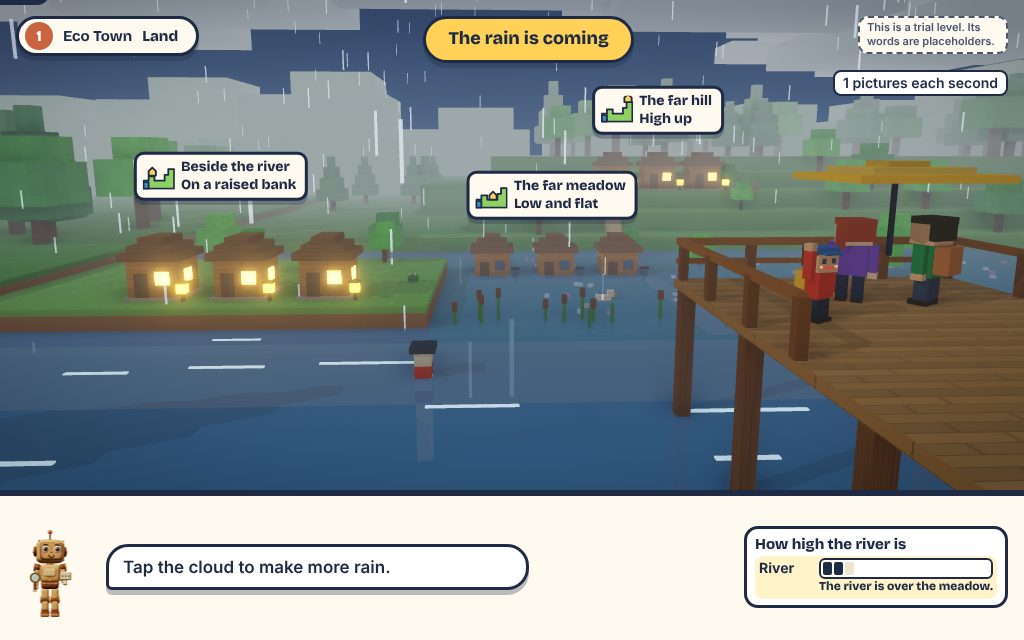 1 Eco Town Land
The rain is coming
This is a trial level. Its
words are placeholders.
1 pictures each second
The far hill
High up
Beside the river
On a raised bank
The far meadow
Low and flat
Tap the cloud to make more rain.
How high the river is
River
The river is over the meadow.